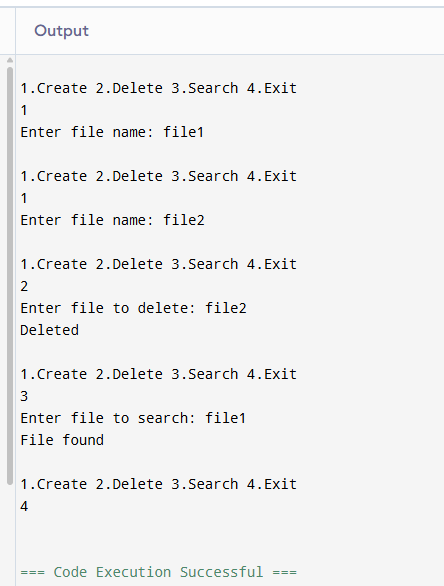 Output
1.Create 2.Delete 3.Search 4.Exit
1
Enter file name: file1
1.Create 2.Delete 3.Search 4.Exit
1
Enter file name: file2
1.Create 2.Delete 3.Search 4.Exit
2
Enter file to delete: file2
Deleted
1.Create 2.Delete 3.Search 4.Exit
3
Enter file to search: file1
File found
1.Create 2.Delete 3.Search 4.Exit
4
=== Code Execution Successful ===